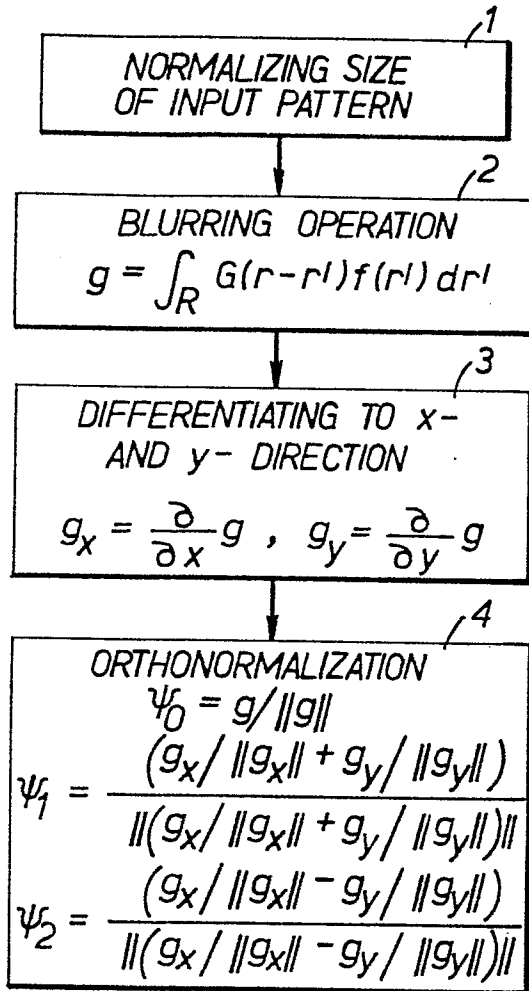 1
NORMALIZING SIZE
OF INPUT PATTERN
2
BLURRING OPERATION
g = ∫_R G(r-r')f(r')dr'
3
DIFFERENTIATING TO x-
AND y- DIRECTION
g_x = ∂/∂x g , g_y = ∂/∂y g
4
ORTHONORMALIZATION
ψ_0 = g/‖g‖
ψ_1 = (g_x/‖g_x‖ + g_y/‖g_y‖) / ‖(g_x/‖g_x‖ + g_y/‖g_y‖)‖
ψ_2 = (g_x/‖g_x‖ - g_y/‖g_y‖) / ‖(g_x/‖g_x‖ - g_y/‖g_y‖)‖